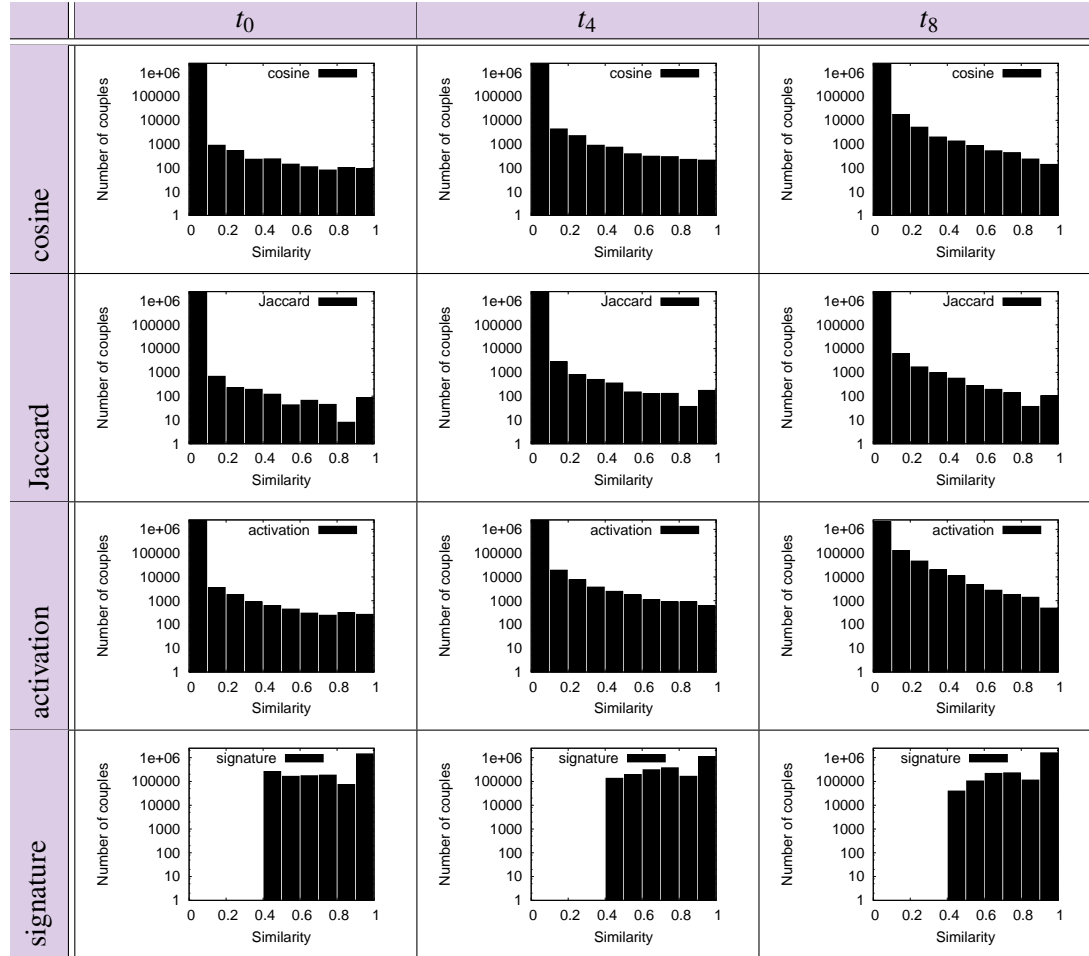 t0 t4 t8
cosine
Number of couples
1e+06
100000
10000
1000
100
10
1
0 0.2 0.4 0.6 0.8 1
Similarity
cosine
Number of couples
1e+06
100000
10000
1000
100
10
1
0 0.2 0.4 0.6 0.8 1
Similarity
cosine
Number of couples
1e+06
100000
10000
1000
100
10
1
0 0.2 0.4 0.6 0.8 1
Similarity
cosine
Jaccard
Number of couples
1e+06
100000
10000
1000
100
10
1
0 0.2 0.4 0.6 0.8 1
Similarity
Jaccard
Number of couples
1e+06
100000
10000
1000
100
10
1
0 0.2 0.4 0.6 0.8 1
Similarity
Jaccard
Number of couples
1e+06
100000
10000
1000
100
10
1
0 0.2 0.4 0.6 0.8 1
Similarity
Jaccard
activation
Number of couples
1e+06
100000
10000
1000
100
10
1
0 0.2 0.4 0.6 0.8 1
Similarity
activation
Number of couples
1e+06
100000
10000
1000
100
10
1
0 0.2 0.4 0.6 0.8 1
Similarity
activation
Number of couples
1e+06
100000
10000
1000
100
10
1
0 0.2 0.4 0.6 0.8 1
Similarity
activation
signature
Number of couples
1e+06
100000
10000
1000
100
10
1
0 0.2 0.4 0.6 0.8 1
Similarity
signature
Number of couples
1e+06
100000
10000
1000
100
10
1
0 0.2 0.4 0.6 0.8 1
Similarity
signature
Number of couples
1e+06
100000
10000
1000
100
10
1
0 0.2 0.4 0.6 0.8 1
Similarity
signature